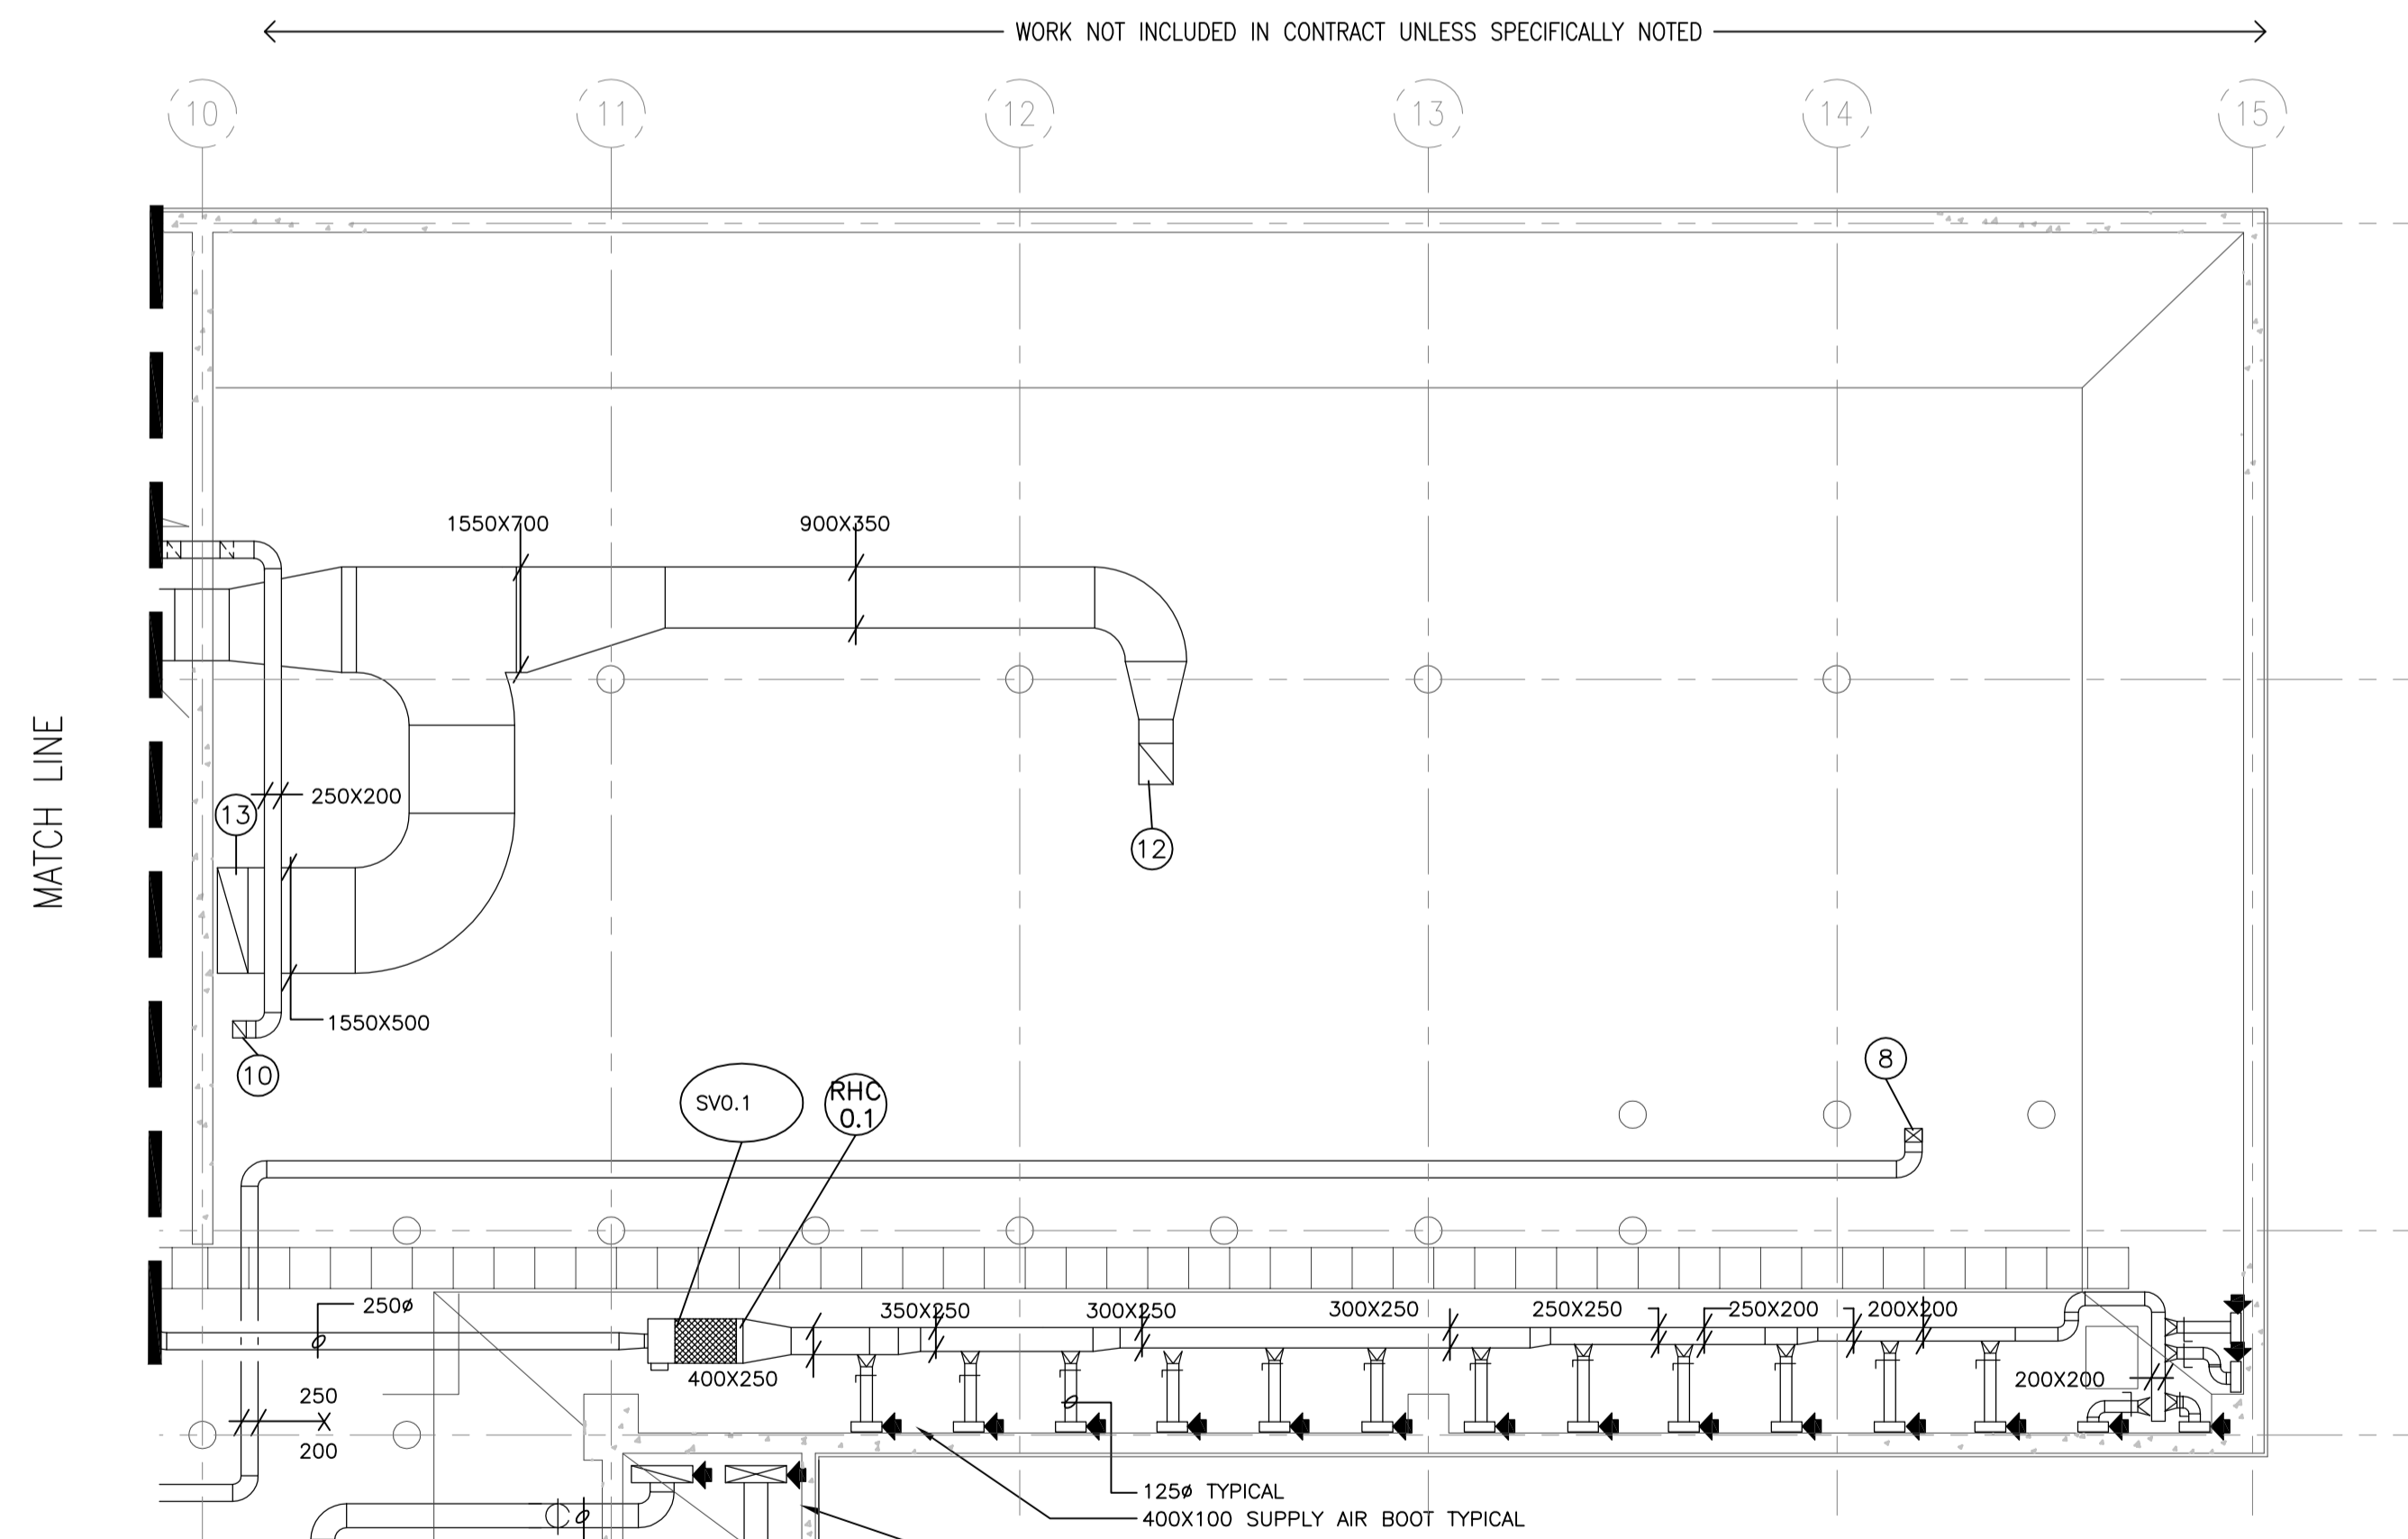 WORK NOT INCLUDED IN CONTRACT UNLESS SPECIFICALLY NOTED
10
11
12
13
14
15
MATCH LINE
1550X700
900X350
250X200
13
12
1550X500
10
8
SV0.1
RHC
0.1
250ø
350X250
300X250
300X250
250X250
250X200
200X200
400X250
200X200
250
X
200
125ø TYPICAL
400X100 SUPPLY AIR BOOT TYPICAL